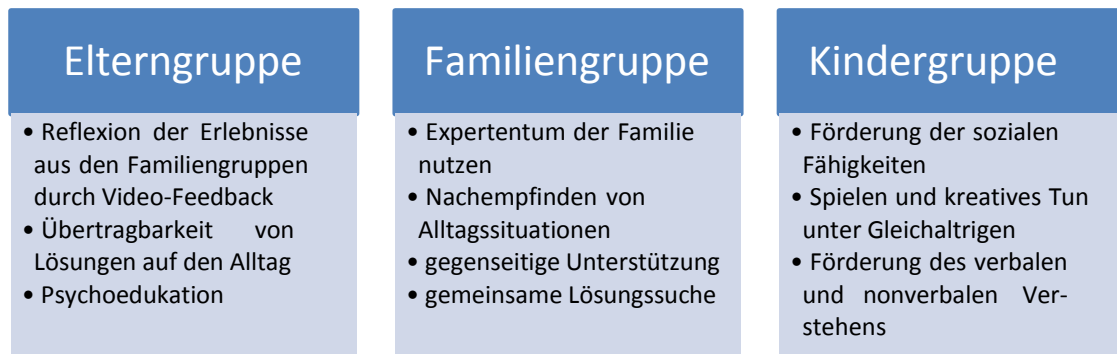 Elterngruppe
• Reflexion der Erlebnisse
aus den Familiengruppen
durch Video-Feedback
• Übertragbarkeit von
Lösungen auf den Alltag
• Psychoedukation
Familiengruppe
• Expertentum der Familie
nutzen
• Nachempfinden von
Alltagssituationen
• gegenseitige Unterstützung
• gemeinsame Lösungssuche
Kindergruppe
• Förderung der sozialen
Fähigkeiten
• Spielen und kreatives Tun
unter Gleichaltrigen
• Förderung des verbalen
und nonverbalen Ver-
stehens